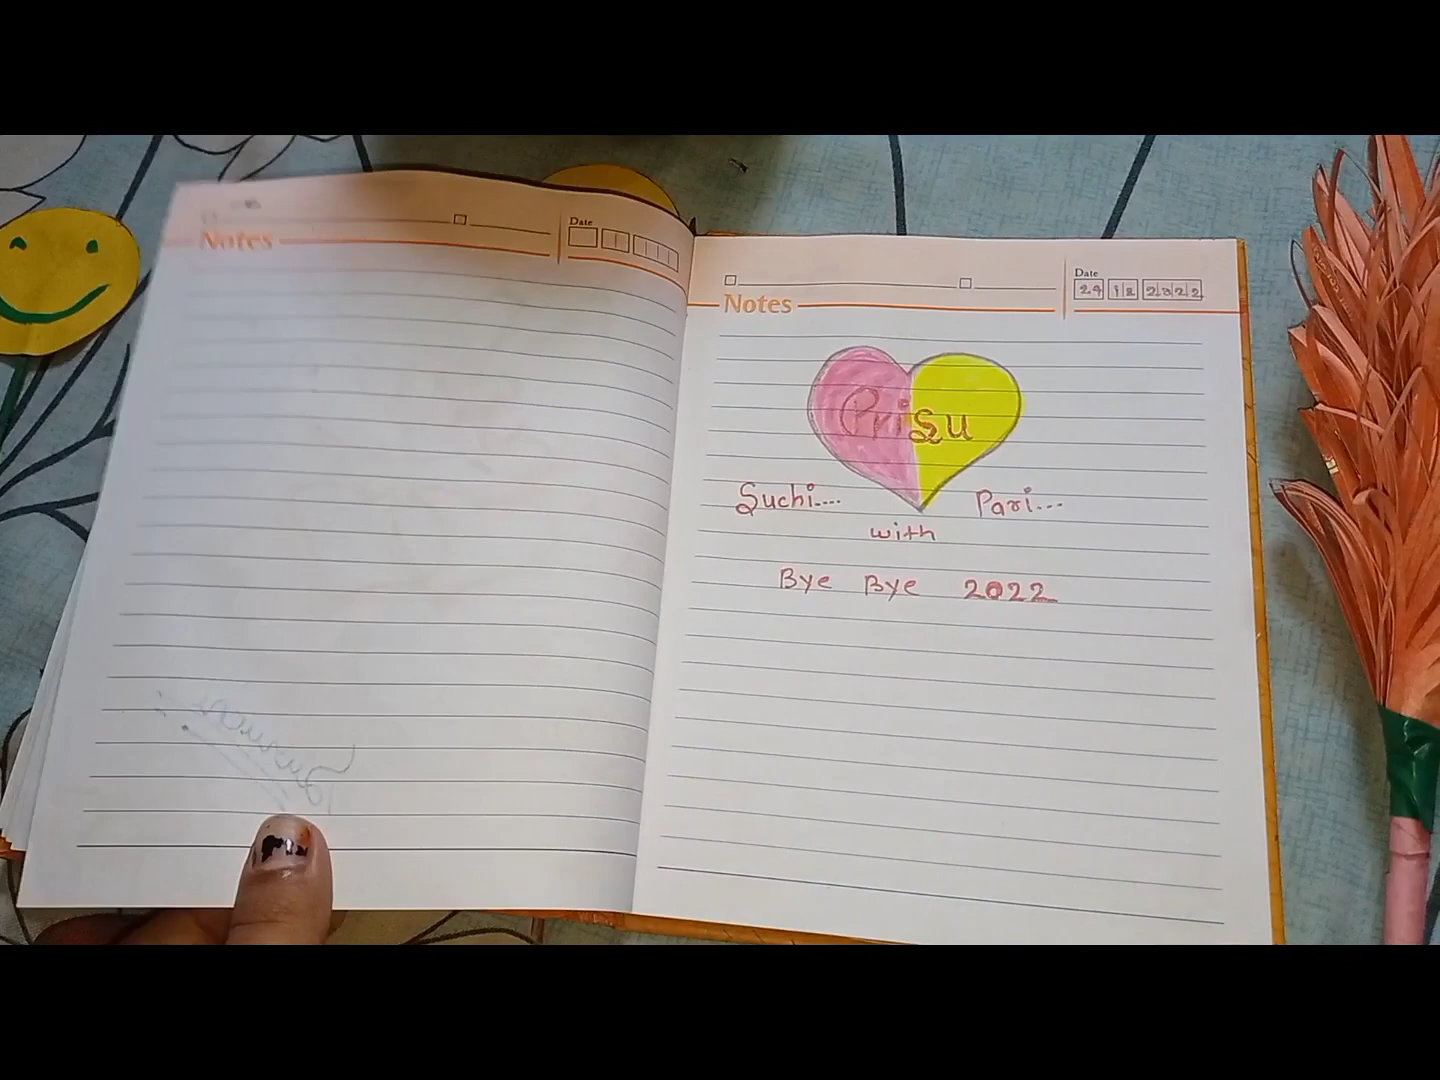 Notes
Date
Date
24 12 2022
Notes
Prisu
Suchi.... Pari...
with
Bye Bye 2022